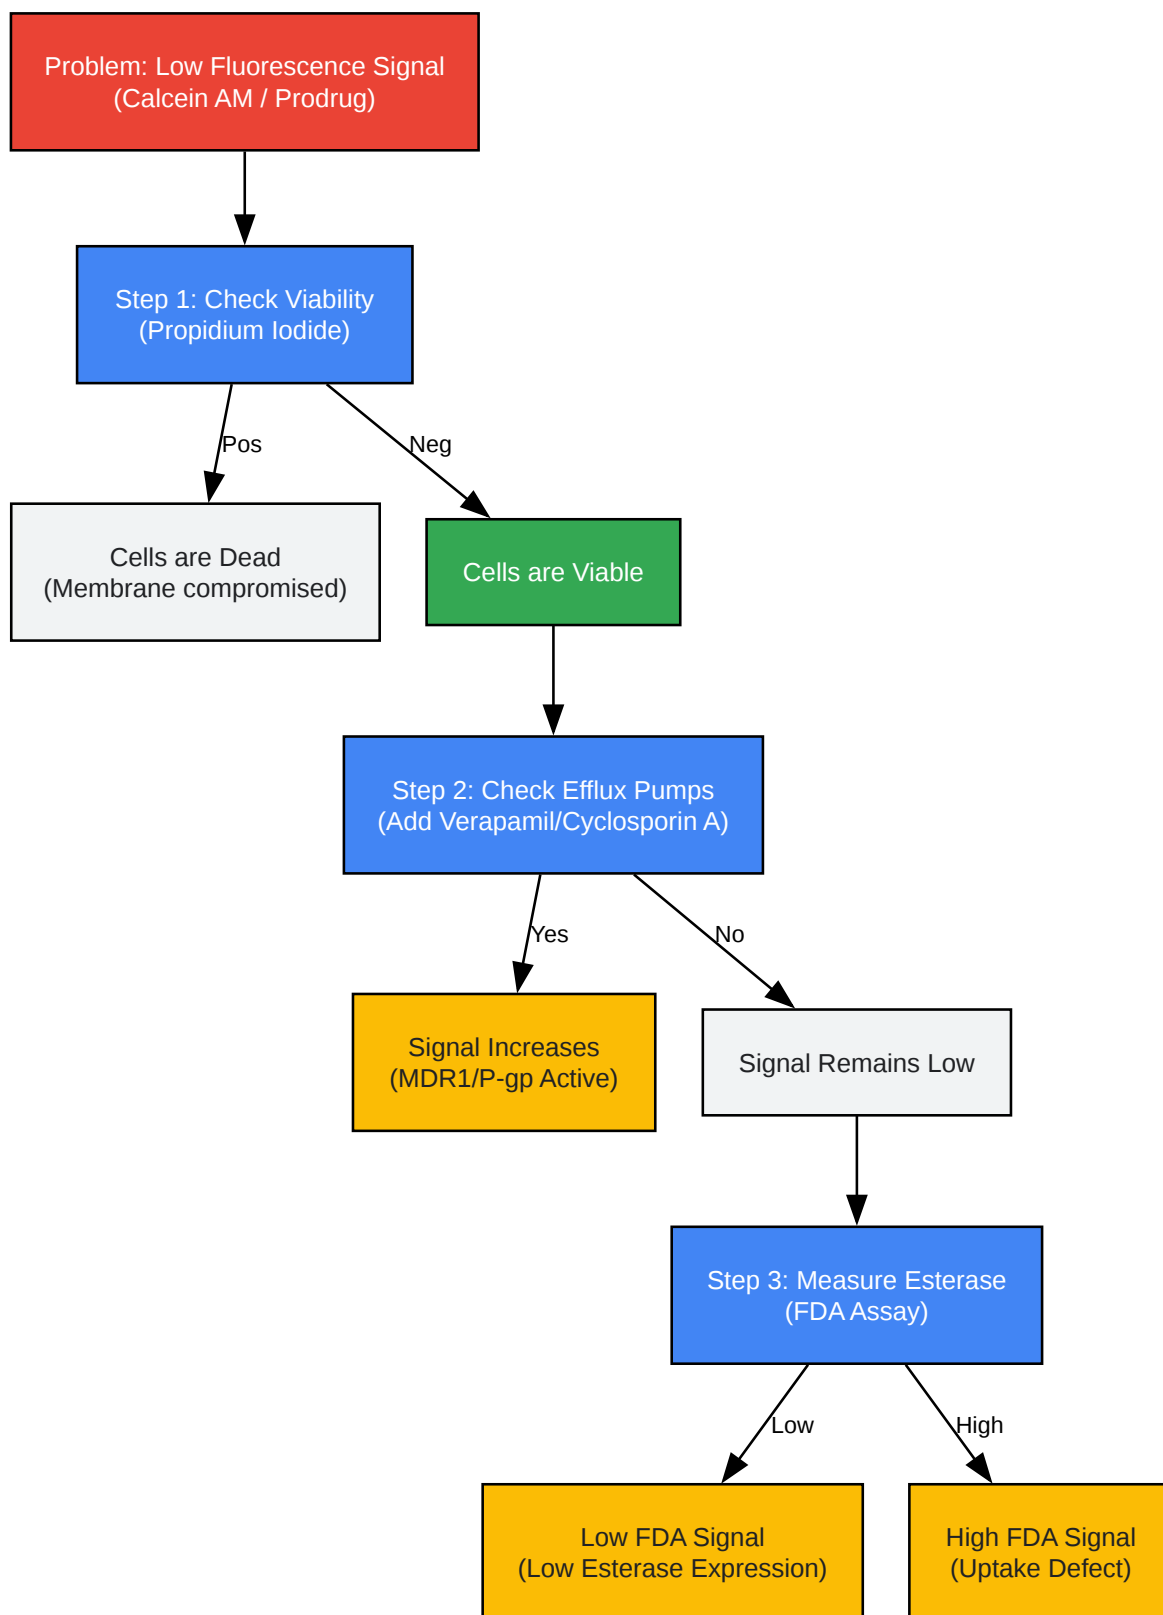 Problem: Low Fluorescence Signal
(Calcein AM / Prodrug)
Step 1: Check Viability
(Propidium Iodide)
Pos
Neg
Cells are Dead
(Membrane compromised)
Cells are Viable
Step 2: Check Efflux Pumps
(Add Verapamil/Cyclosporin A)
Yes
No
Signal Increases
(MDR1/P-gp Active)
Signal Remains Low
Step 3: Measure Esterase
(FDA Assay)
Low
High
Low FDA Signal
(Low Esterase Expression)
High FDA Signal
(Uptake Defect)